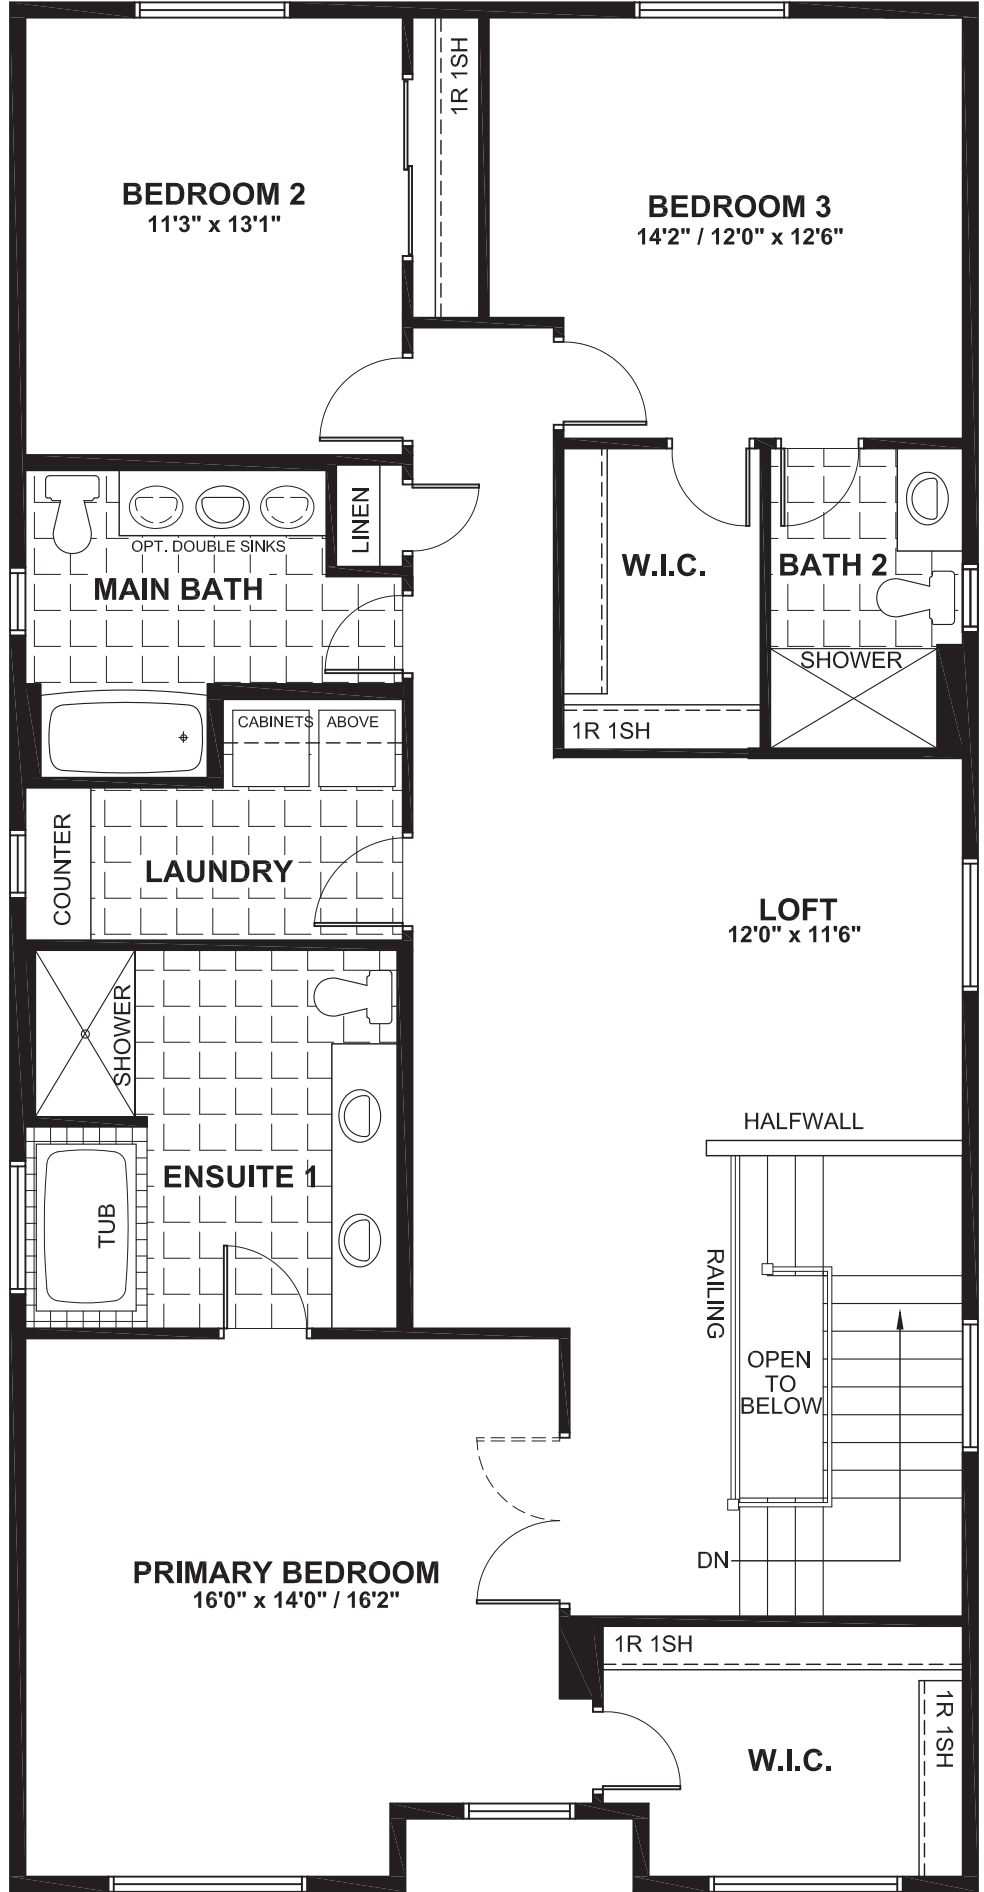 1R 1SH
BEDROOM 2
11'3" x 13'1"
BEDROOM 3
14'2" / 12'0" x 12'6"
LINEN
OPT. DOUBLE SINKS
MAIN BATH
W.I.C.
BATH 2
SHOWER
CABINETS
ABOVE
1R 1SH
COUNTER
LAUNDRY
LOFT
12'0" x 11'6"
SHOWER
HALFWALL
ENSUITE 1
TUB
RAILING
OPEN
TO
BELOW
DN
PRIMARY BEDROOM
16'0" x 14'0" / 16'2"
1R 1SH
1R 1SH
W.I.C.